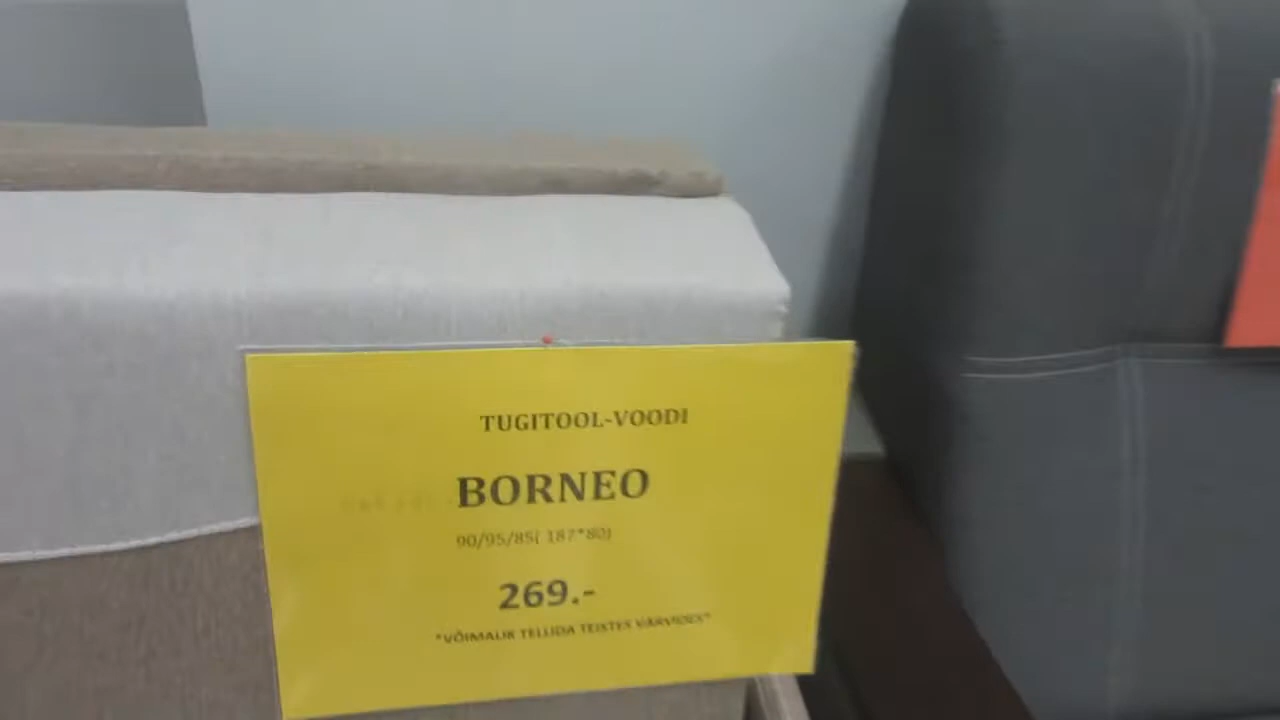 TUGITOOL-VOODI
BORNEO
90/95/85( 187*80)
269.-
*VÕIMALIK TELLIDA TEISTES VÄRVIDES*